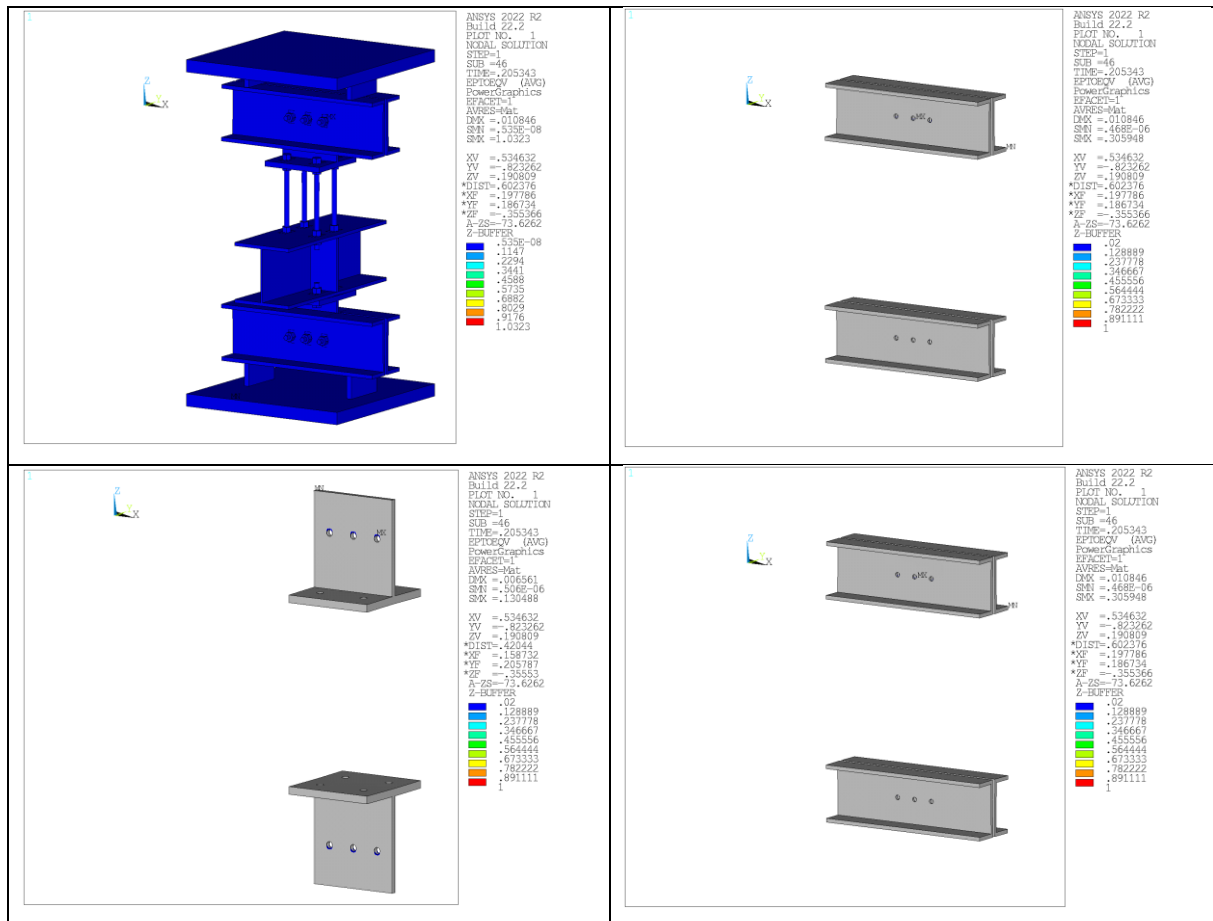 1
ANSYS 2022 R2
Build 22.2
PLOT NO. 1
NODAL SOLUTION
STEP=1
SUB =46
TIME=.205343
EPTOEQV (AVG)
PowerGraphics
EFACET=1
AVRES=Mat
DMX =.010846
SMN =.535E-08
SMX =1.0323
XV =.534632
YV =-.823262
ZV =.190809
*DIST=.602376
*XF =.197786
*YF =.186734
*ZF =-.355366
A-ZS=-73.6262
Z-BUFFER
.535E-08
.1147
.2294
.3441
.4588
.5735
.6882
.8029
.9176
1.0323
Z
Y
X
MX
1
ANSYS 2022 R2
Build 22.2
PLOT NO. 1
NODAL SOLUTION
STEP=1
SUB =46
TIME=.205343
EPTOEQV (AVG)
PowerGraphics
EFACET=1
AVRES=Mat
DMX =.010846
SMN =.468E-06
SMX =.305948
XV =.534632
YV =-.823262
ZV =.190809
*DIST=.602376
*XF =.197786
*YF =.186734
*ZF =-.355366
A-ZS=-73.6262
Z-BUFFER
.02
.128889
.237778
.346667
.455556
.564444
.673333
.782222
.891111
1
Z
Y
X
MX
MN
1
ANSYS 2022 R2
Build 22.2
PLOT NO. 1
NODAL SOLUTION
STEP=1
SUB =46
TIME=.205343
EPTOEQV (AVG)
PowerGraphics
EFACET=1
AVRES=Mat
DMX =.006561
SMN =.506E-06
SMX =.130488
XV =.534632
YV =-.823262
ZV =.190809
*DIST=.42044
*XF =.158732
*YF =.205787
*ZF =-.35553
A-ZS=-73.6262
Z-BUFFER
.02
.128889
.237778
.346667
.455556
.564444
.673333
.782222
.891111
1
Z
Y
X
MN
MX
1
ANSYS 2022 R2
Build 22.2
PLOT NO. 1
NODAL SOLUTION
STEP=1
SUB =46
TIME=.205343
EPTOEQV (AVG)
PowerGraphics
EFACET=1
AVRES=Mat
DMX =.010846
SMN =.468E-06
SMX =.305948
XV =.534632
YV =-.823262
ZV =.190809
*DIST=.602376
*XF =.197786
*YF =.186734
*ZF =-.355366
A-ZS=-73.6262
Z-BUFFER
.02
.128889
.237778
.346667
.455556
.564444
.673333
.782222
.891111
1
Z
Y
X
MX
MN